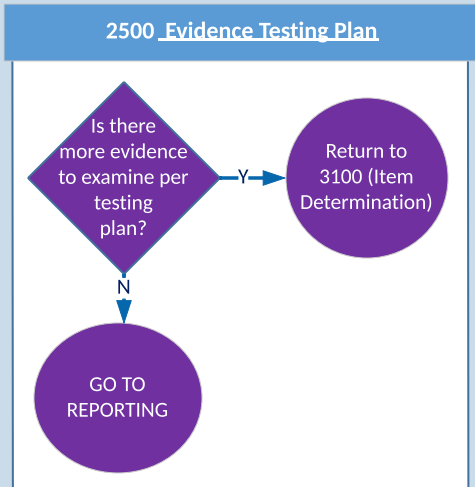 2500 Evidence Testing Plan
Is there
more evidence
to examine per
testing
plan?
Y
Return to
3100 (Item
Determination)
N
GO TO
REPORTING